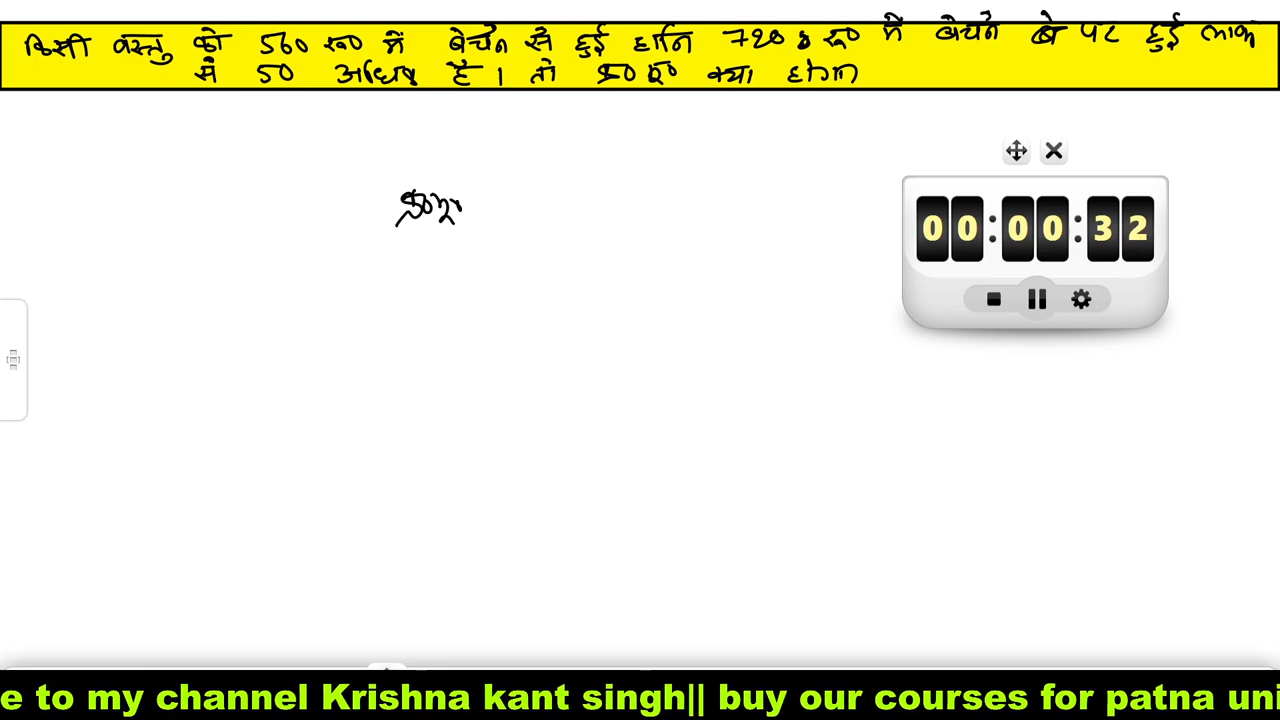 किसी वस्तु को 560 रू० में बेचने से हुई हानि 720 रू० में बेचने पर हुई लाभ
से 50 अधिक है । तो क्या होगा
00:00:32
e to my channel Krishna kant singh|| buy our courses for patna uni